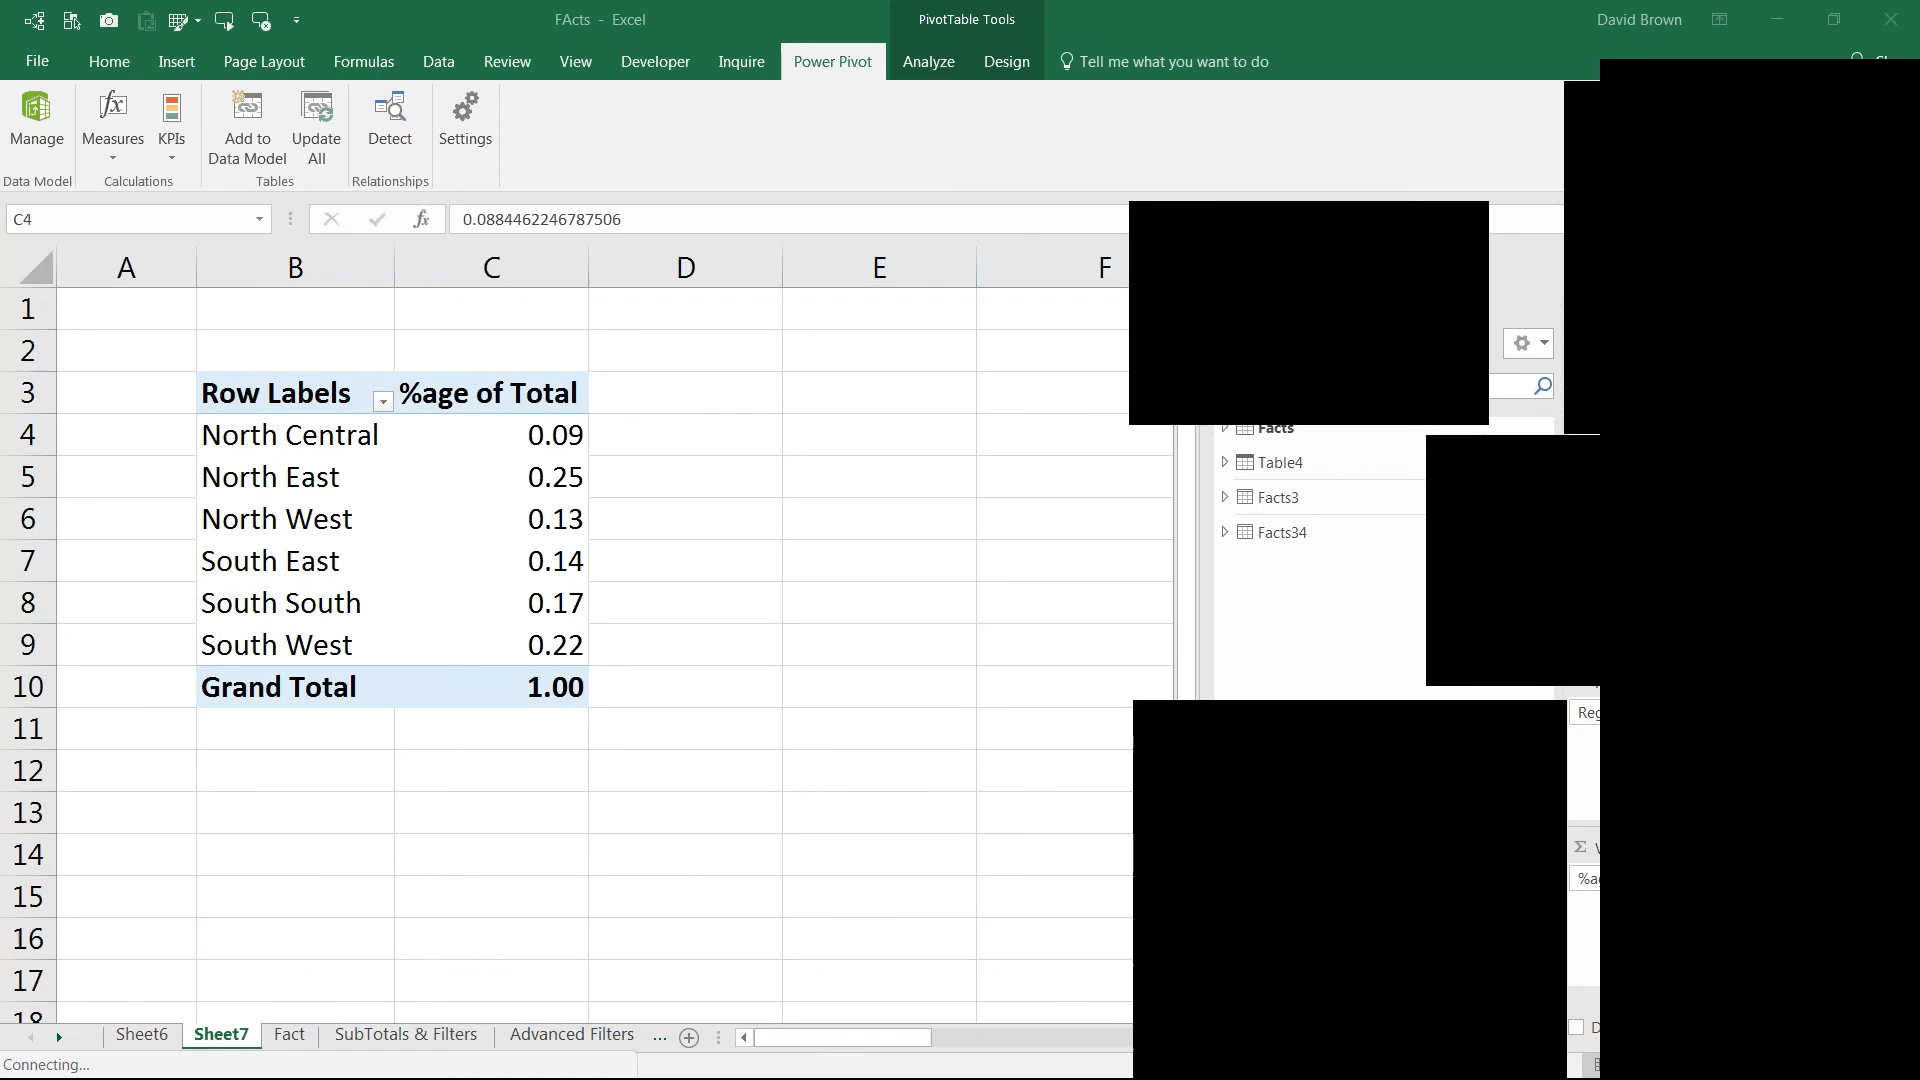 FActs - Excel
PivotTable Tools
David Brown
File Home Insert Page Layout Formulas Data Review View Developer Inquire Power Pivot Analyze Design Tell me what you want to do
Manage Measures KPIs Add to Data Model Update All Detect Settings
Data Model Calculations Tables Relationships
C4 fx 0.0884462246787506
A B C D E F
1
2
3 Row Labels %age of Total
4 North Central 0.09
5 North East 0.25
6 North West 0.13
7 South East 0.14
8 South South 0.17
9 South West 0.22
10 Grand Total 1.00
11
12
13
14
15
16
17
18
Facts
Table4
Facts3
Facts34
Σ
Sheet6 Sheet7 Fact SubTotals & Filters Advanced Filters ...
Connecting...